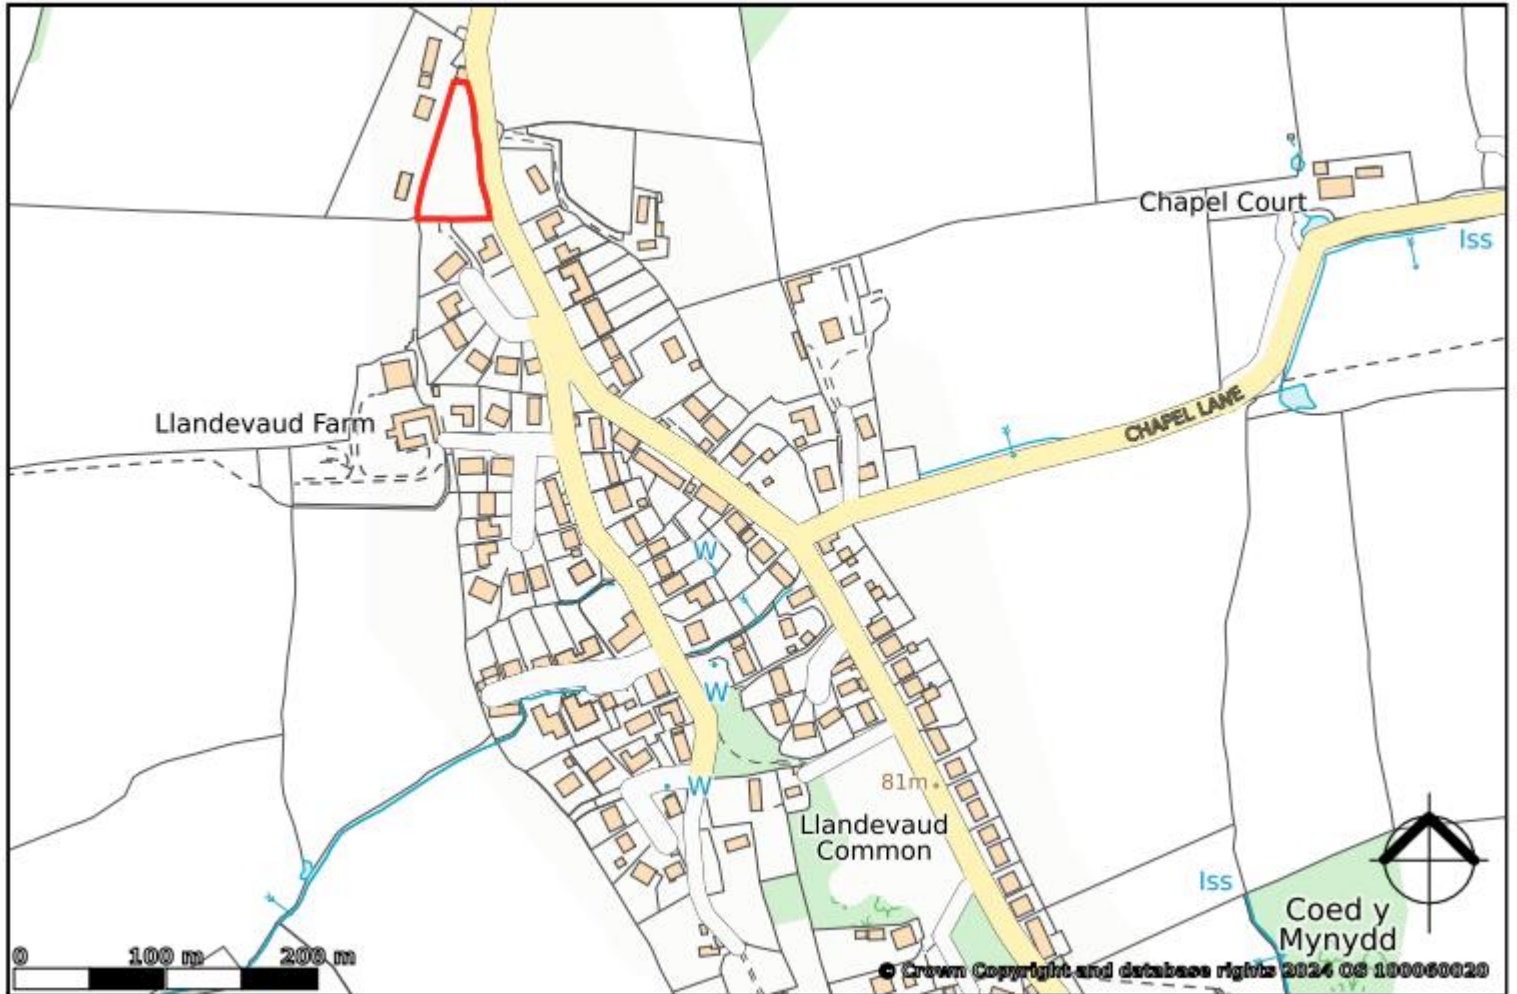 Chapel Court
Iss
CHAPEL LANE
Llandevaud Farm
W
W
W
81m
Llandevaud
Common
Iss
Coed y
Mynydd
0 100 m 200 m
© Crown Copyright and database rights 2024 OS 100060020